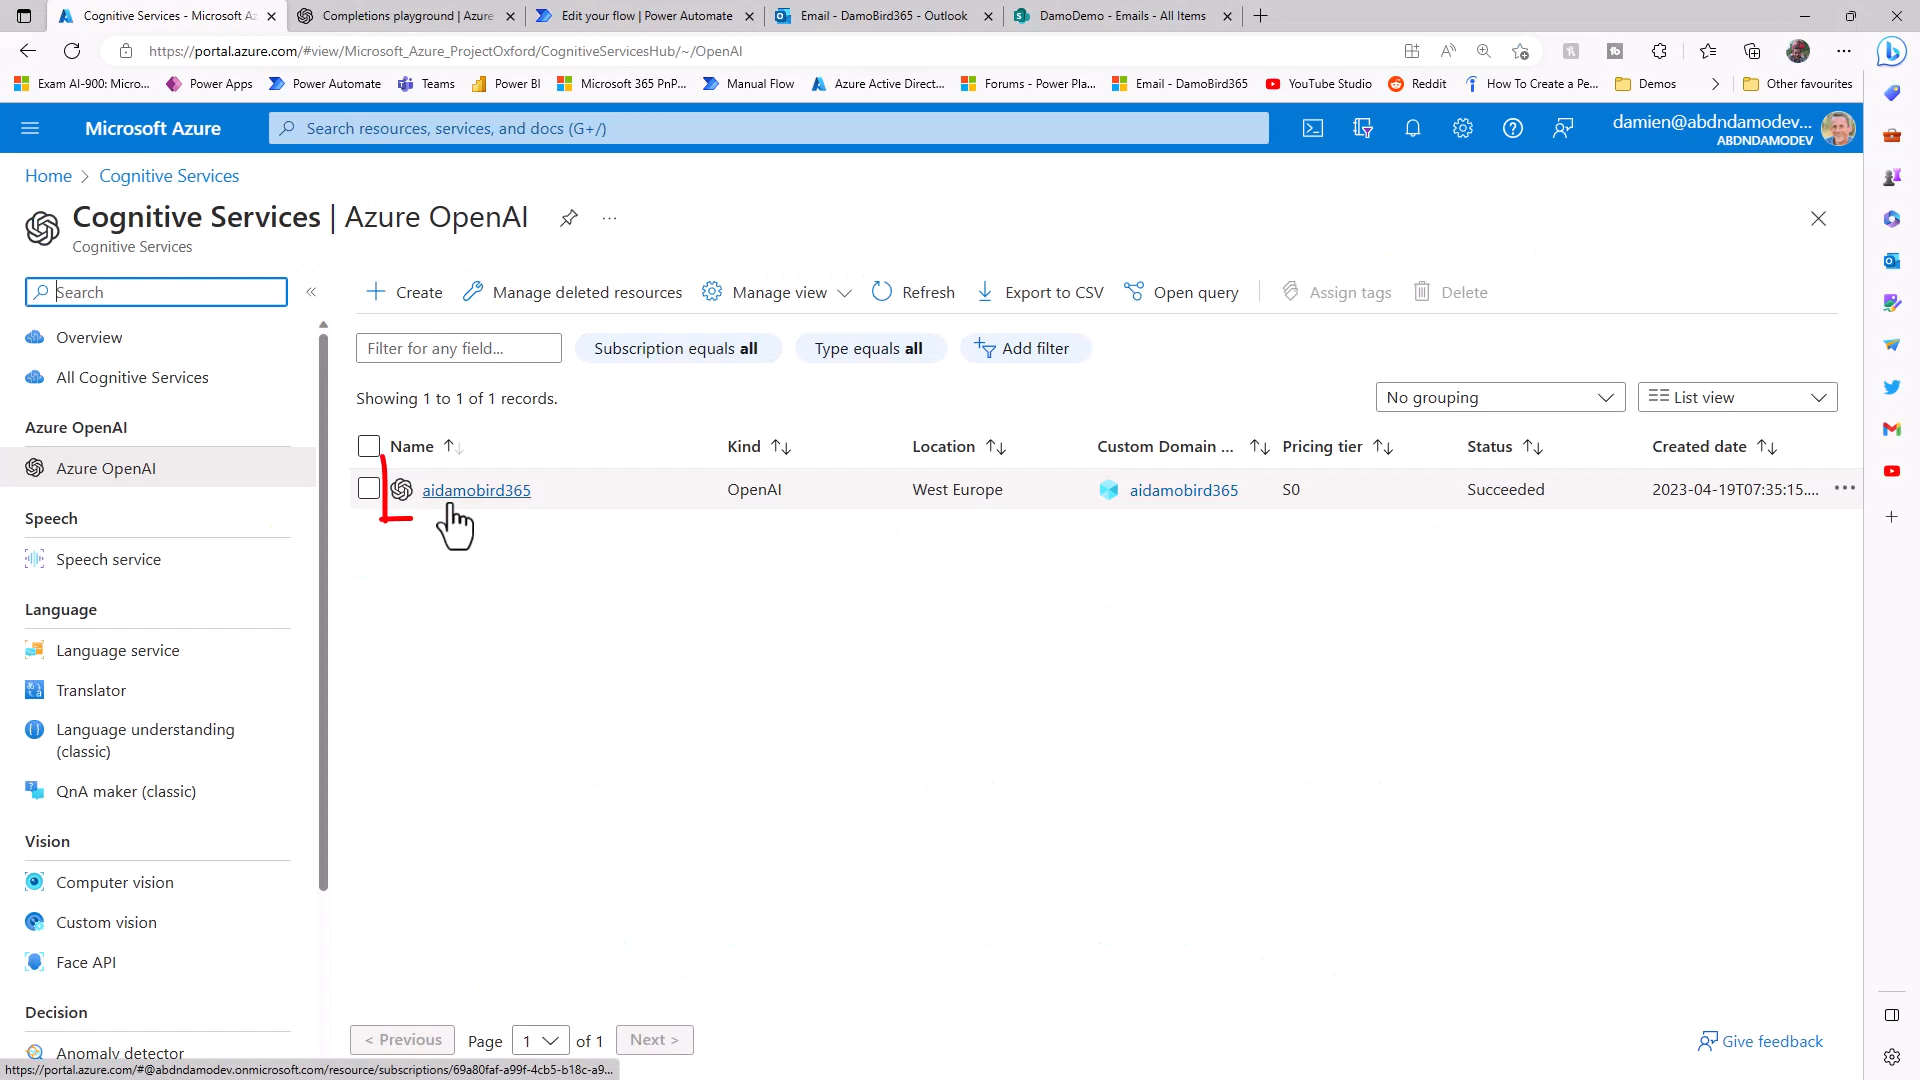 Cognitive Services - Microsoft Az
Completions playground | Azure
Edit your flow | Power Automate
Email - DamoBird365 - Outlook
DamoDemo - Emails - All Items
https://portal.azure.com/#view/Microsoft_Azure_ProjectOxford/CognitiveServicesHub/~/OpenAI
Exam AI-900: Micro...
Power Apps
Power Automate
Teams
Power BI
Microsoft 365 PnP...
Manual Flow
Azure Active Direct...
Forums - Power Pla...
Email - DamoBird365
YouTube Studio
Reddit
How To Create a Pe...
Demos
Other favourites
Microsoft Azure
Search resources, services, and docs (G+/)
damien@abdndamodev...
ABDNDAMODEV
Home > Cognitive Services
Cognitive Services | Azure OpenAI
Cognitive Services
Search
Create
Manage deleted resources
Manage view
Refresh
Export to CSV
Open query
Assign tags
Delete
Overview
All Cognitive Services
Azure OpenAI
Azure OpenAI
Speech
Speech service
Language
Language service
Translator
Language understanding
(classic)
QnA maker (classic)
Vision
Computer vision
Custom vision
Face API
Decision
Anomaly detector
Filter for any field...
Subscription equals all
Type equals all
Add filter
Showing 1 to 1 of 1 records.
No grouping
List view
Name
Kind
Location
Custom Domain ...
Pricing tier
Status
Created date
aidamobird365
OpenAI
West Europe
aidamobird365
S0
Succeeded
2023-04-19T07:35:15....
< Previous
Page
1
of 1
Next >
Give feedback
https://portal.azure.com/#@abdndamodev.onmicrosoft.com/resource/subscriptions/69a80faf-a99f-4cb5-b18c-a9...